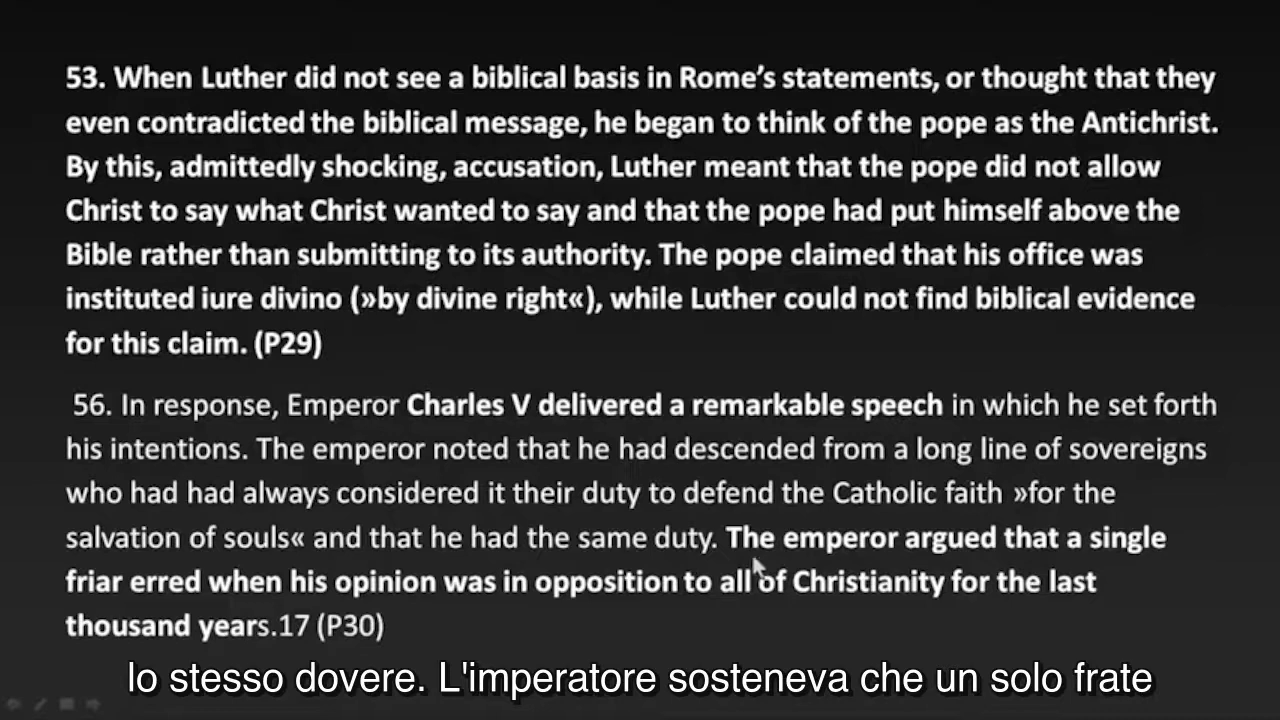 53. When Luther did not see a biblical basis in Rome’s statements, or thought that they
even contradicted the biblical message, he began to think of the pope as the Antichrist.
By this, admittedly shocking, accusation, Luther meant that the pope did not allow
Christ to say what Christ wanted to say and that the pope had put himself above the
Bible rather than submitting to its authority. The pope claimed that his office was
instituted iure divino (»by divine right«), while Luther could not find biblical evidence
for this claim. (P29)
56. In response, Emperor Charles V delivered a remarkable speech in which he set forth
his intentions. The emperor noted that he had descended from a long line of sovereigns
who had had always considered it their duty to defend the Catholic faith »for the
salvation of souls« and that he had the same duty. The emperor argued that a single
friar erred when his opinion was in opposition to all of Christianity for the last
thousand years.17 (P30)
lo stesso dovere. L'imperatore sosteneva che un solo frate